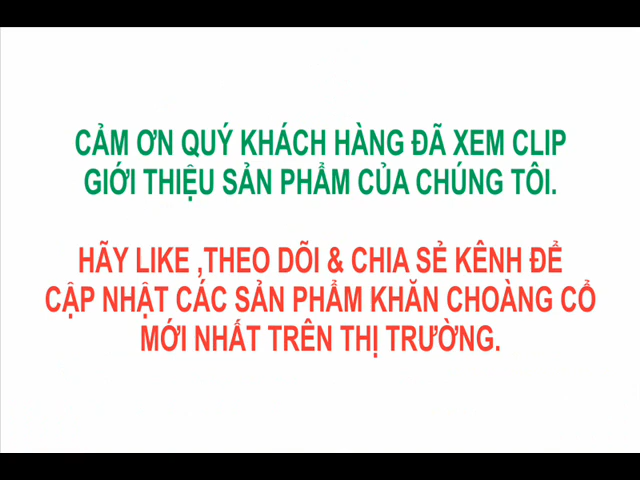 CẢM ƠN QUÝ KHÁCH HÀNG ĐÃ XEM CLIP
GIỚI THIỆU SẢN PHẨM CỦA CHÚNG TÔI.
HÃY LIKE ,THEO DÕI & CHIA SẺ KÊNH ĐỂ
CẬP NHẬT CÁC SẢN PHẨM KHĂN CHOÀNG CỔ
MỚI NHẤT TRÊN THỊ TRƯỜNG.